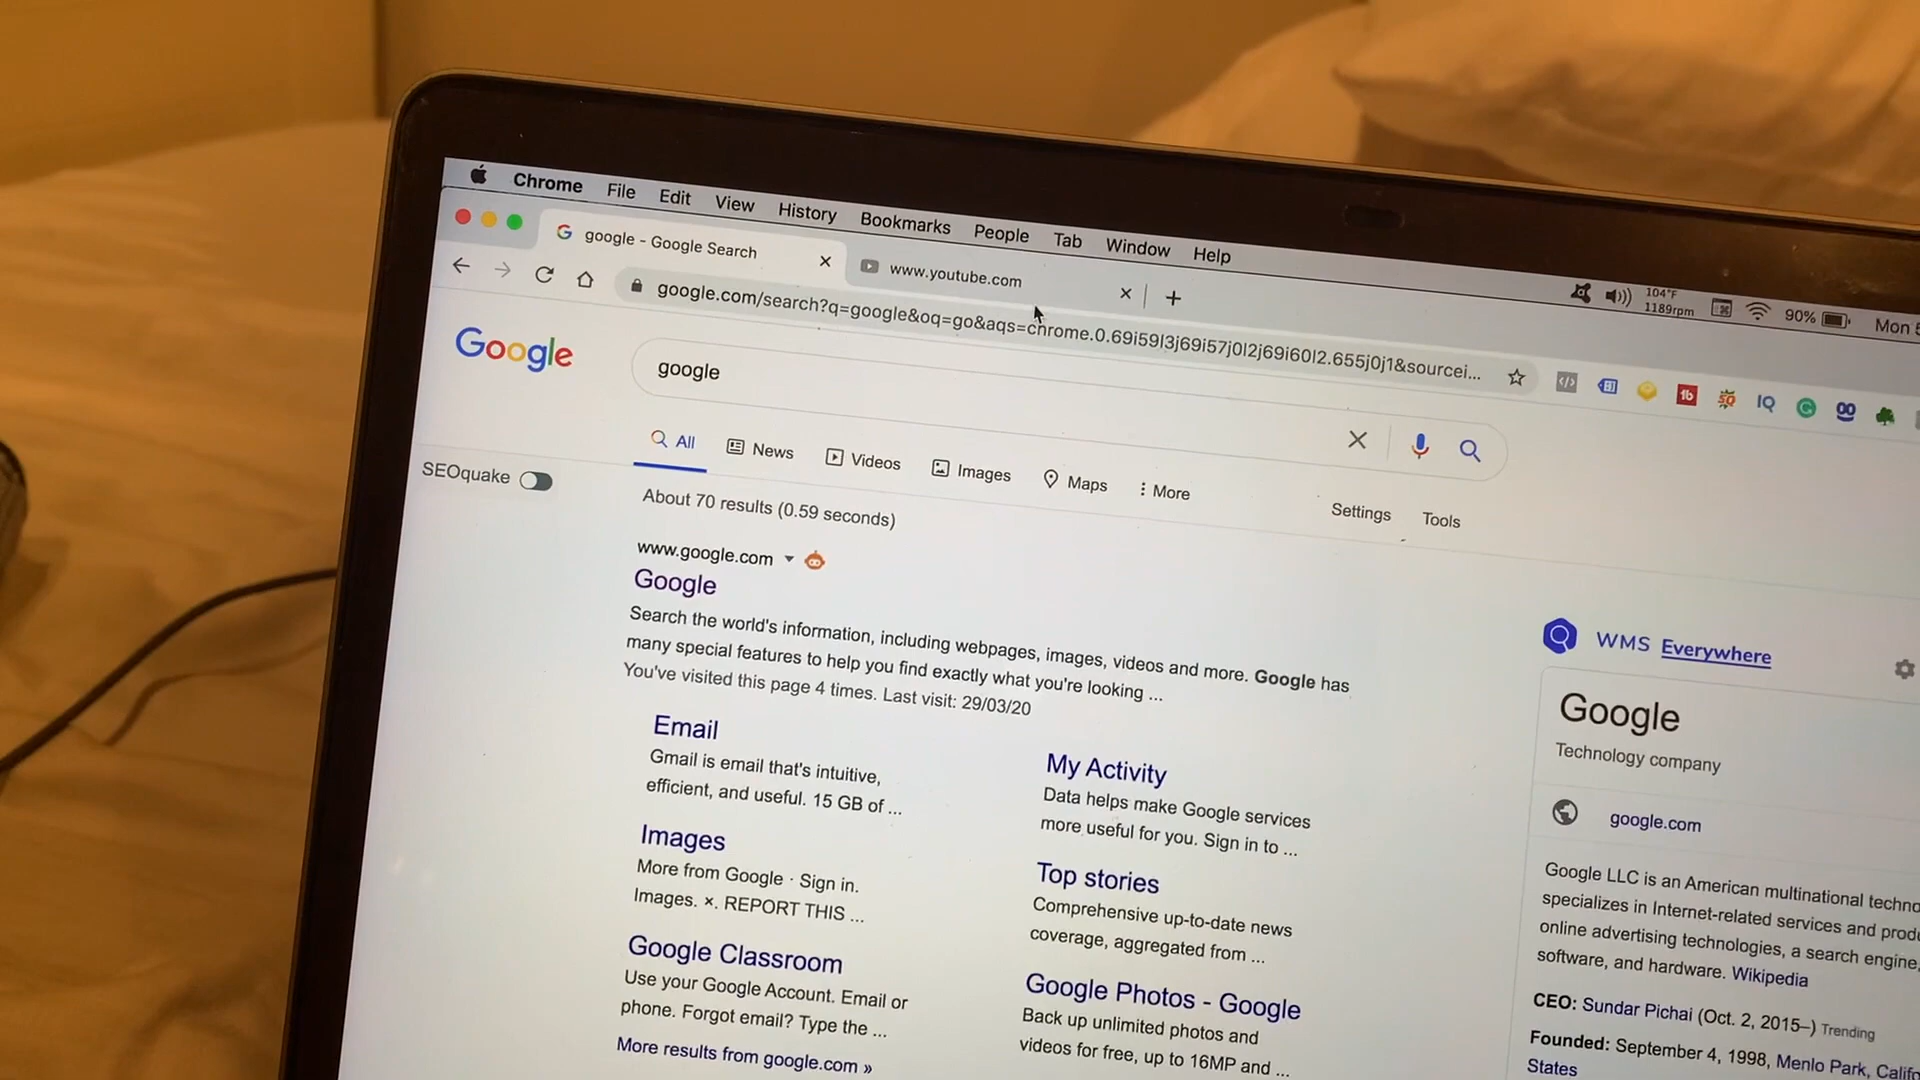 Chrome File Edit View History Bookmarks People Tab Window Help
104°F
1189rpm
90%
Mon 5
google - Google Search
www.youtube.com
google.com/search?q=google&oq=go&aqs=chrome.0.69i59l3j69i57j0l2j69i60l2.655j0j1&sourcei...
Google
google
All News Videos Images Maps More
Settings Tools
SEOquake
About 70 results (0.59 seconds)
www.google.com
Google
Search the world's information, including webpages, images, videos and more. Google has
many special features to help you find exactly what you're looking ...
You've visited this page 4 times. Last visit: 29/03/20
Email
Gmail is email that's intuitive,
efficient, and useful. 15 GB of ...
Images
More from Google · Sign in.
Images. ×. REPORT THIS ...
Google Classroom
Use your Google Account. Email or
phone. Forgot email? Type the ...
More results from google.com »
My Activity
Data helps make Google services
more useful for you. Sign in to ...
Top stories
Comprehensive up-to-date news
coverage, aggregated from ...
Google Photos - Google
Back up unlimited photos and
videos for free, up to 16MP and ...
WMS Everywhere
Google
Technology company
google.com
Google LLC is an American multinational techno
specializes in Internet-related services and produ
online advertising technologies, a search engine,
software, and hardware. Wikipedia
CEO: Sundar Pichai (Oct. 2, 2015–) Trending
Founded: September 4, 1998, Menlo Park, Califo
States